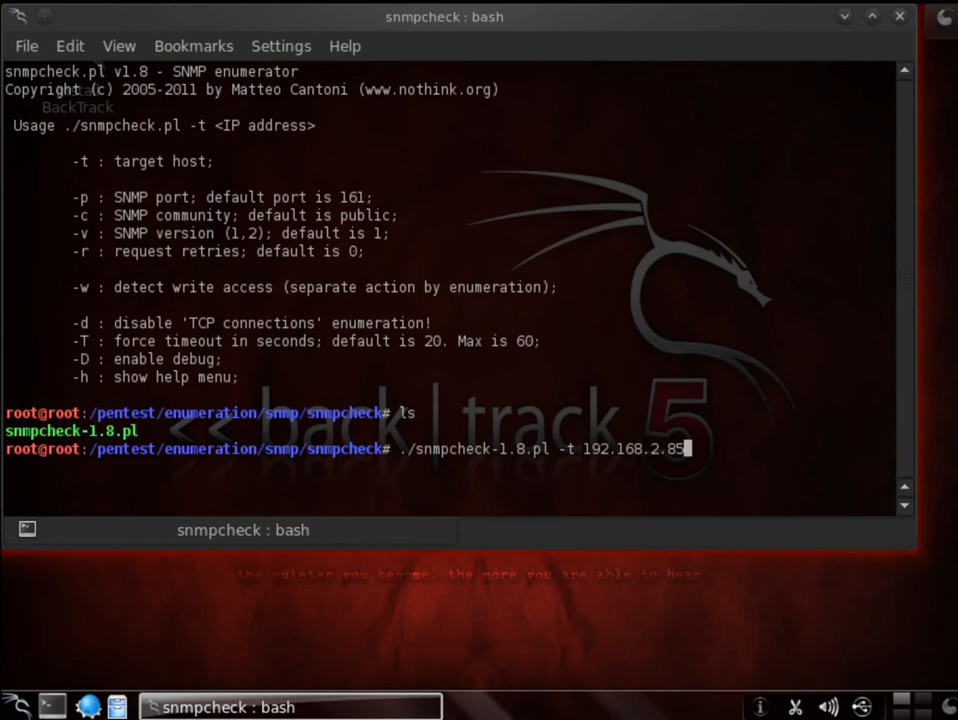 snmpcheck : bash
File Edit View Bookmarks Settings Help
snmpcheck.pl v1.8 - SNMP enumerator
Copyright (c) 2005-2011 by Matteo Cantoni (www.nothink.org)
BackTrack
Usage ./snmpcheck.pl -t <IP address>
-t : target host;
-p : SNMP port; default port is 161;
-c : SNMP community; default is public;
-v : SNMP version (1,2); default is 1;
-r : request retries; default is 0;
-w : detect write access (separate action by enumeration);
-d : disable 'TCP connections' enumeration!
-T : force timeout in seconds; default is 20. Max is 60;
-D : enable debug;
-h : show help menu;
root@root:/pentest/enumeration/snmp/snmpcheck# ls
<< back | track 5
snmpcheck-1.8.pl
root@root:/pentest/enumeration/snmp/snmpcheck# ./snmpcheck-1.8.pl -t 192.168.2.85
snmpcheck : bash
the quieter you become, the more you are able to hear
snmpcheck : bash